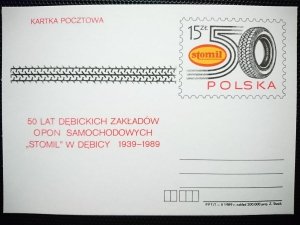 KARTKA POCZTOWA
15 ZŁ
50
stomil
POLSKA
50 LAT DĘBICKICH ZAKŁADÓW
OPON SAMOCHODOWYCH
„STOMIL” W DĘBICY 1939-1989